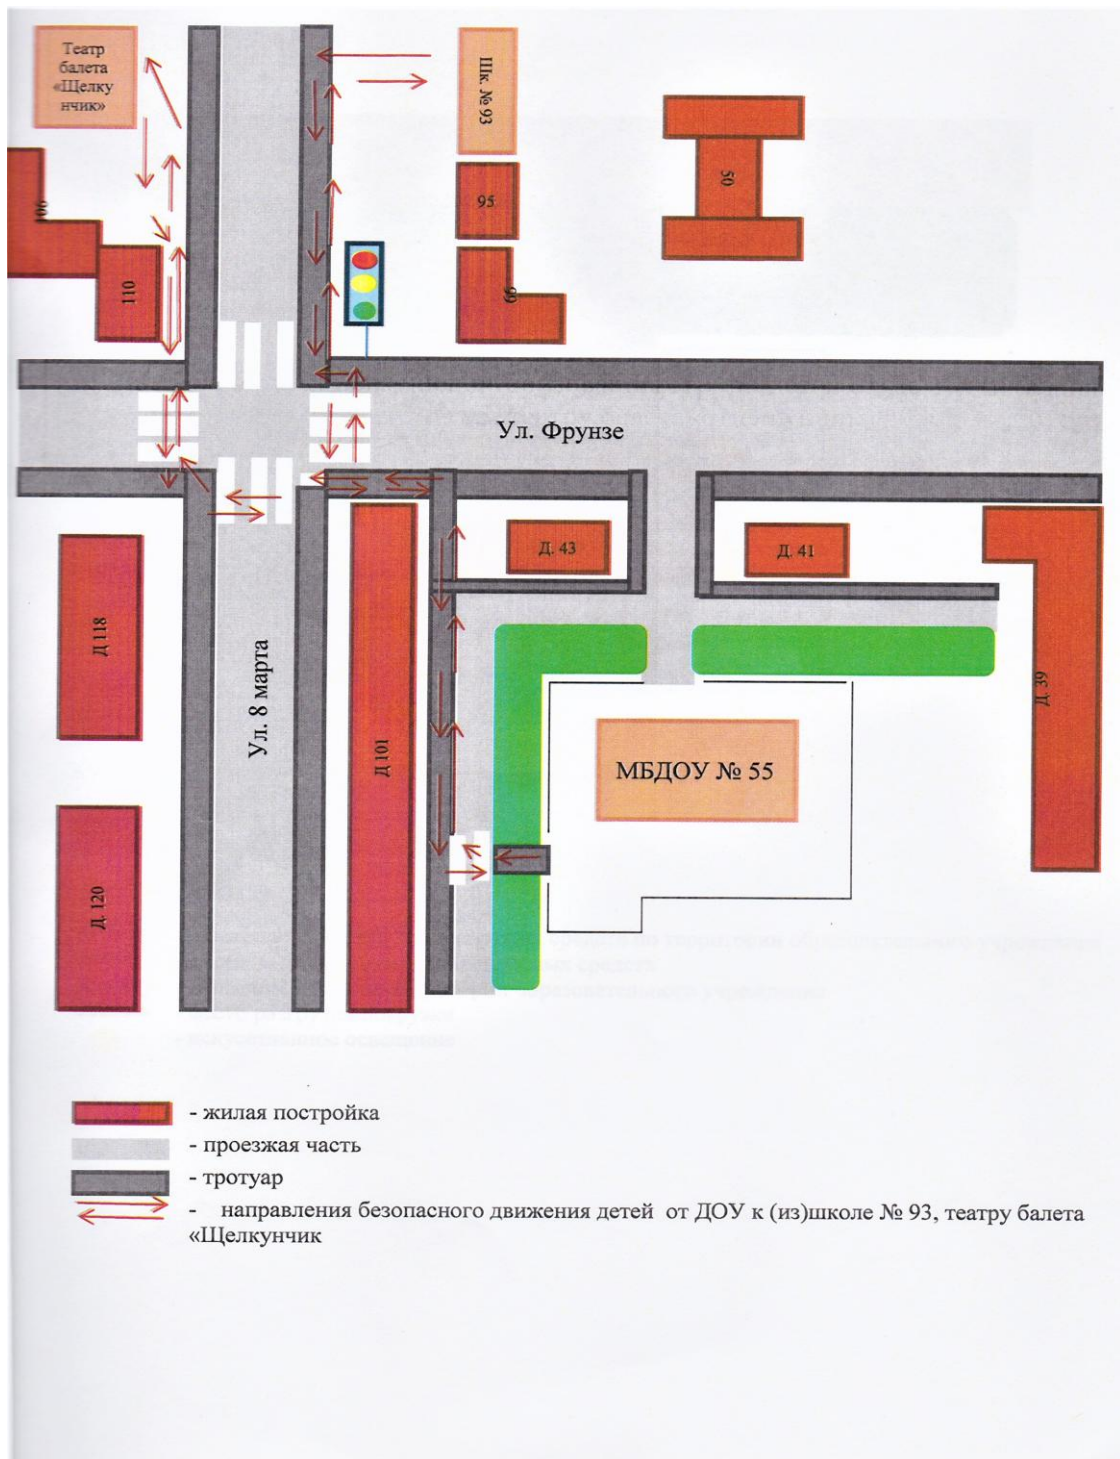 Театр
балета
«Щелку
нчик»
Шк. № 93
50
95
106
99
110
Ул. Фрунзе
Д. 43
Д. 41
Д 118
Ул. 8 марта
Д. 39
Д 101
МБДОУ № 55
Д. 120
- жилая постройка
- проезжая часть
- тротуар
- направления безопасного движения детей от ДОУ к (из)школе № 93, театру балета
«Щелкунчик